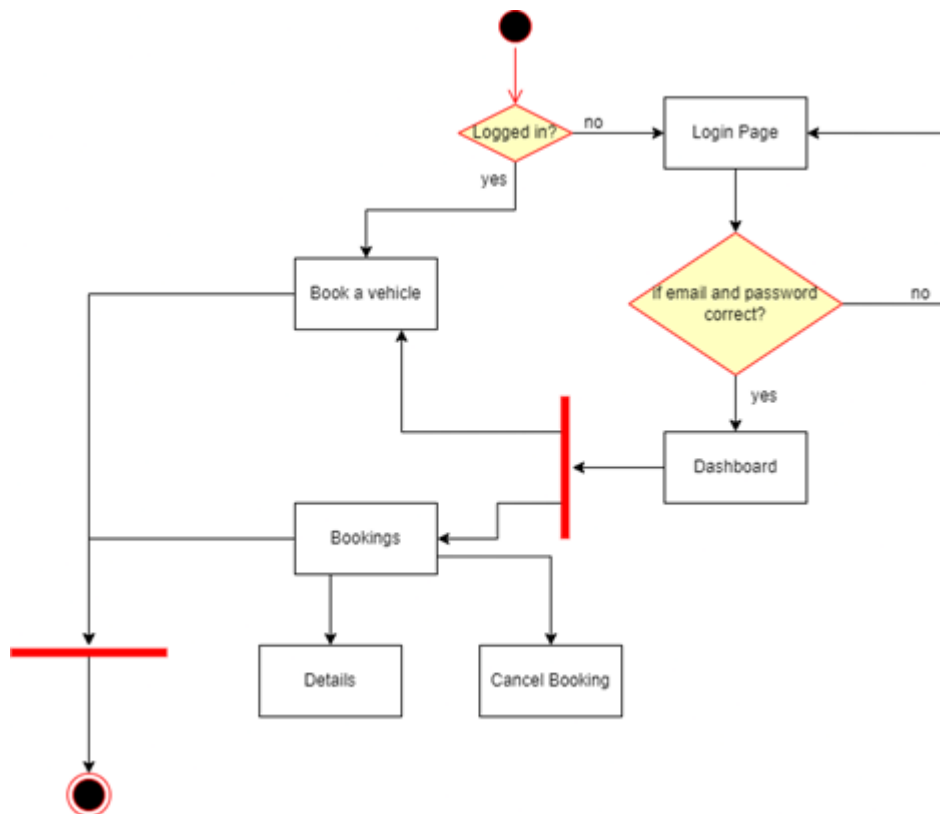 Logged in?
no
Login Page
yes
Book a vehicle
if email and password
correct?
no
yes
Dashboard
Bookings
Details
Cancel Booking